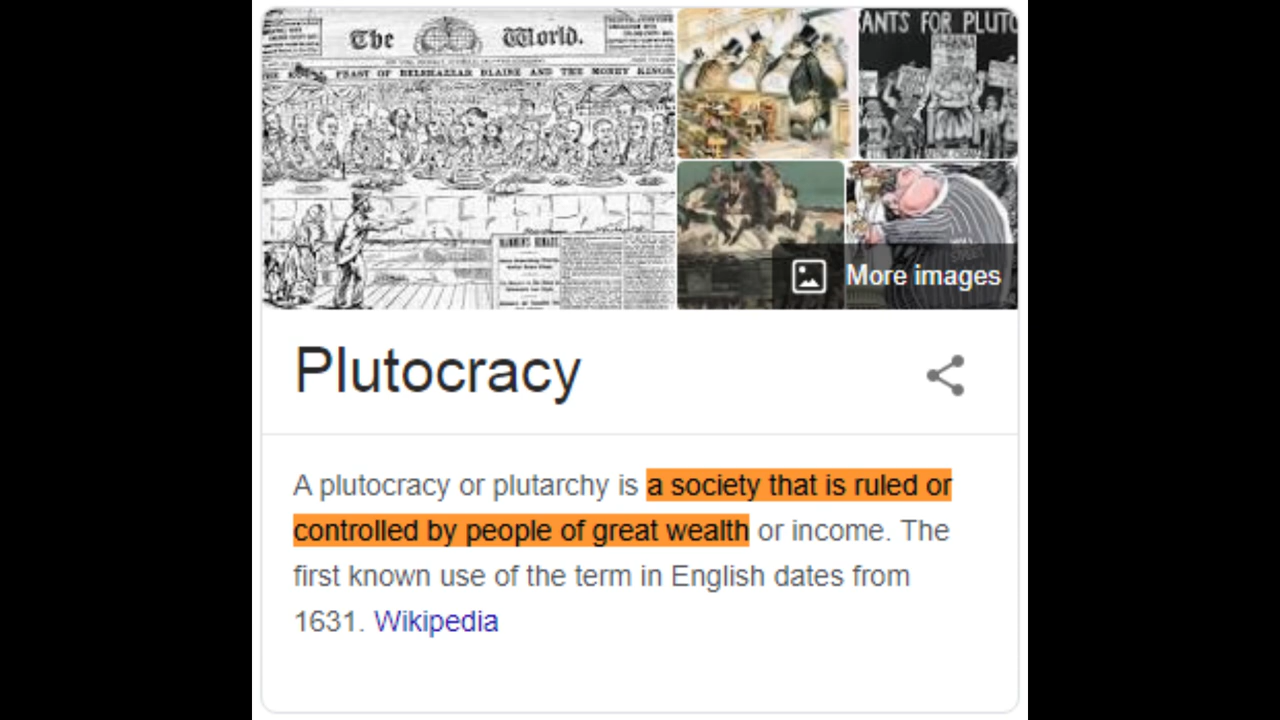 The World.
FEAST OF BELSHAZZAR BLAINE AND THE MONEY KINGS.
ANTS FOR PLUTO
More images
Plutocracy
A plutocracy or plutarchy is a society that is ruled or
controlled by people of great wealth or income. The
first known use of the term in English dates from
1631. Wikipedia